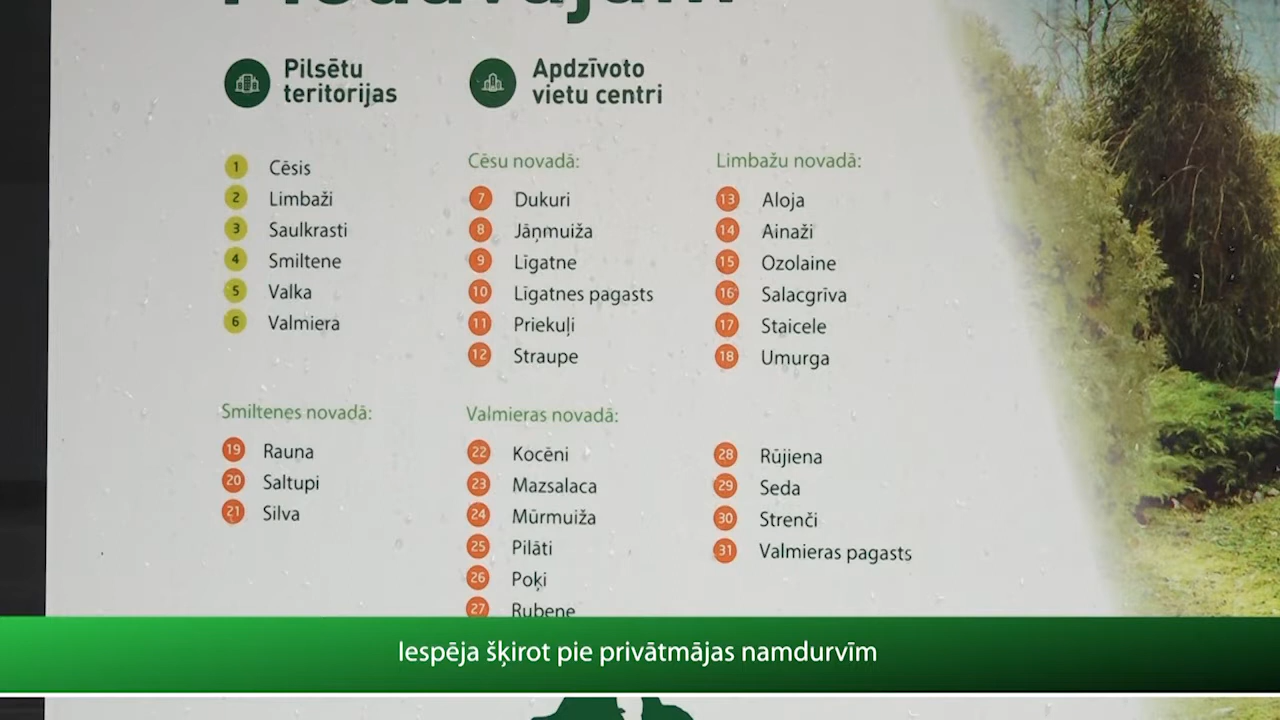 Pilsētu
teritorijas
Apdzīvoto
vietu centri
1 Cēsis
2 Limbaži
3 Saulkrasti
4 Smiltene
5 Valka
6 Valmiera
Cēsu novadā:
7 Dukuri
8 Jāņmuiža
9 Līgatne
10 Līgatnes pagasts
11 Priekuļi
12 Straupe
Limbažu novadā:
13 Aloja
14 Ainaži
15 Ozolaine
16 Salacgrīva
17 Staicele
18 Umurga
Smiltenes novadā:
19 Rauna
20 Saltupi
21 Silva
Valmieras novadā:
22 Kocēni
23 Mazsalaca
24 Mūrmuiža
25 Pilāti
26 Poķi
27 Rubene
28 Rūjiena
29 Seda
30 Strenči
31 Valmieras pagasts
Iespēja šķirot pie privātmājas namdurvīm